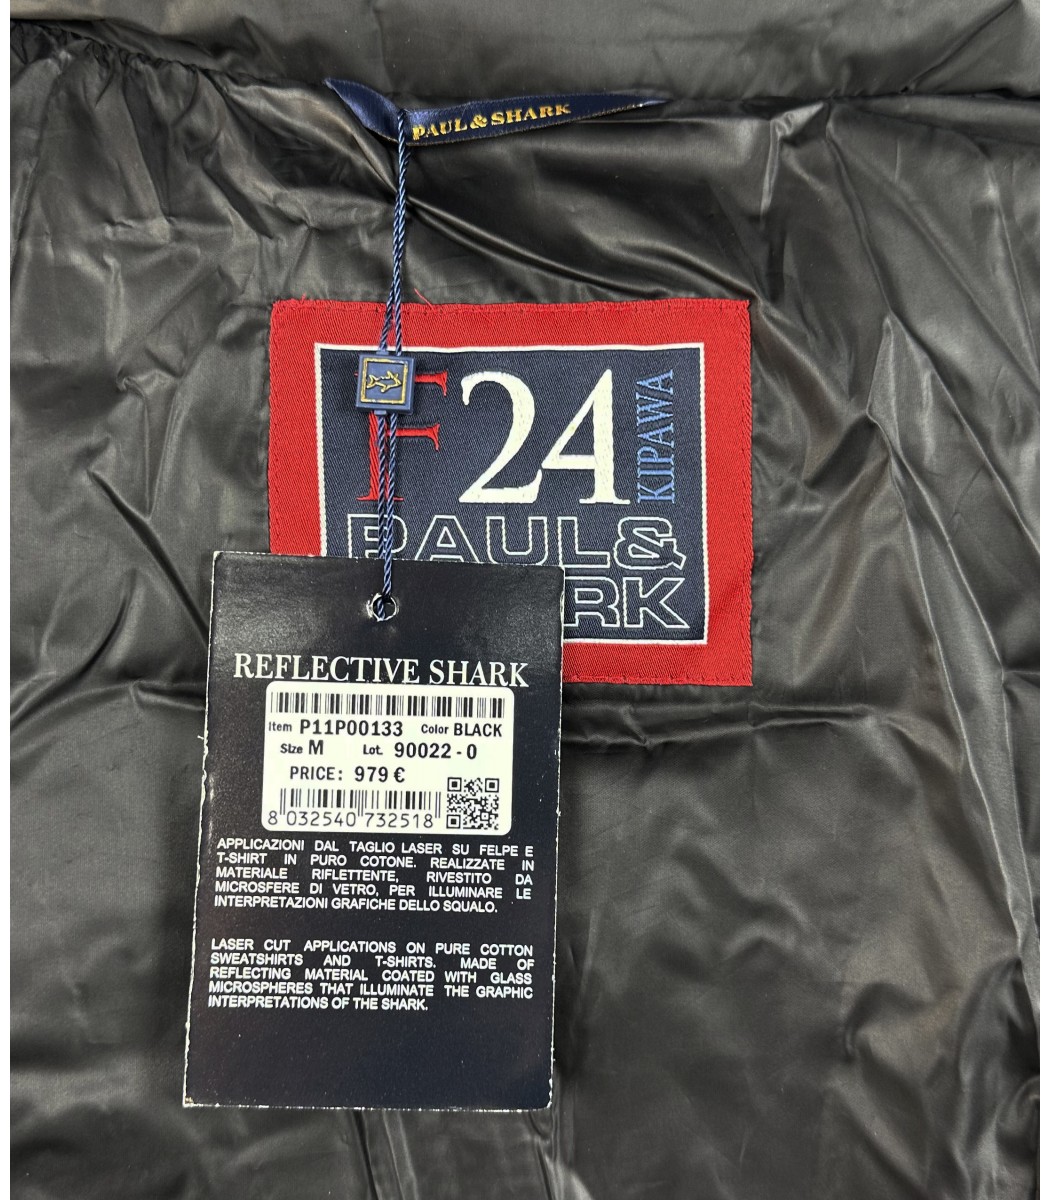 PAUL & SHARK
F24
KIPAWA
PAUL&
RK
REFLECTIVE SHARK
Item P11P00133 Color BLACK
Size M Lot. 90022 - 0
PRICE: 979 €
8 032540 732518
APPLICAZIONI DAL TAGLIO LASER SU FELPE E
T-SHIRT IN PURO COTONE. REALIZZATE IN
MATERIALE RIFLETTENTE, RIVESTITO DA
MICROSFERE DI VETRO, PER ILLUMINARE LE
INTERPRETAZIONI GRAFICHE DELLO SQUALO.
LASER CUT APPLICATIONS ON PURE COTTON
SWEATSHIRTS AND T-SHIRTS. MADE OF
REFLECTING MATERIAL COATED WITH GLASS
MICROSPHERES THAT ILLUMINATE THE GRAPHIC
INTERPRETATIONS OF THE SHARK.